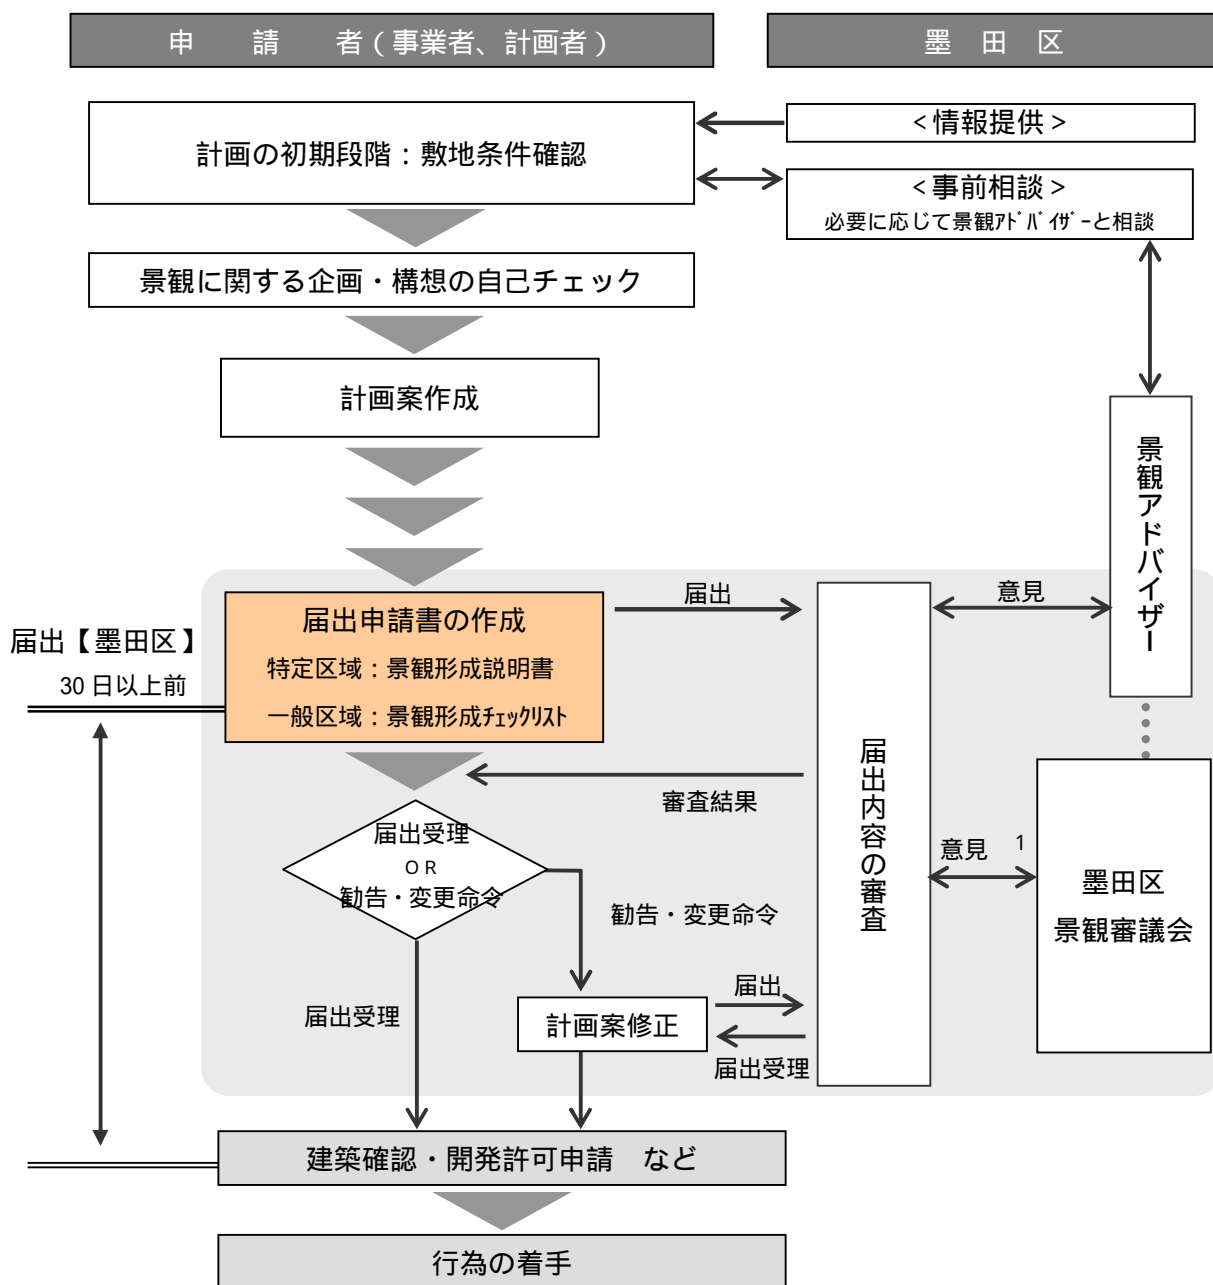 申 請 者（事業者、計画者）
墨 田 区
計画の初期段階：敷地条件確認
＜情報提供＞
＜事前相談＞
必要に応じて景観ｱﾄﾞﾊﾞｲｻﾞｰと相談
景観に関する企画・構想の自己チェック
計画案作成
景観アドバイザー
届出【墨田区】
30日以上前
届出申請書の作成
特定区域：景観形成説明書
一般区域：景観形成ﾁｪｯｸﾘｽﾄ
届出
意見
届出内容の審査
審査結果
届出受理
ＯＲ
勧告・変更命令
勧告・変更命令
意見 1
墨田区
景観審議会
届出受理
計画案修正
届出
届出受理
建築確認・開発許可申請 など
行為の着手